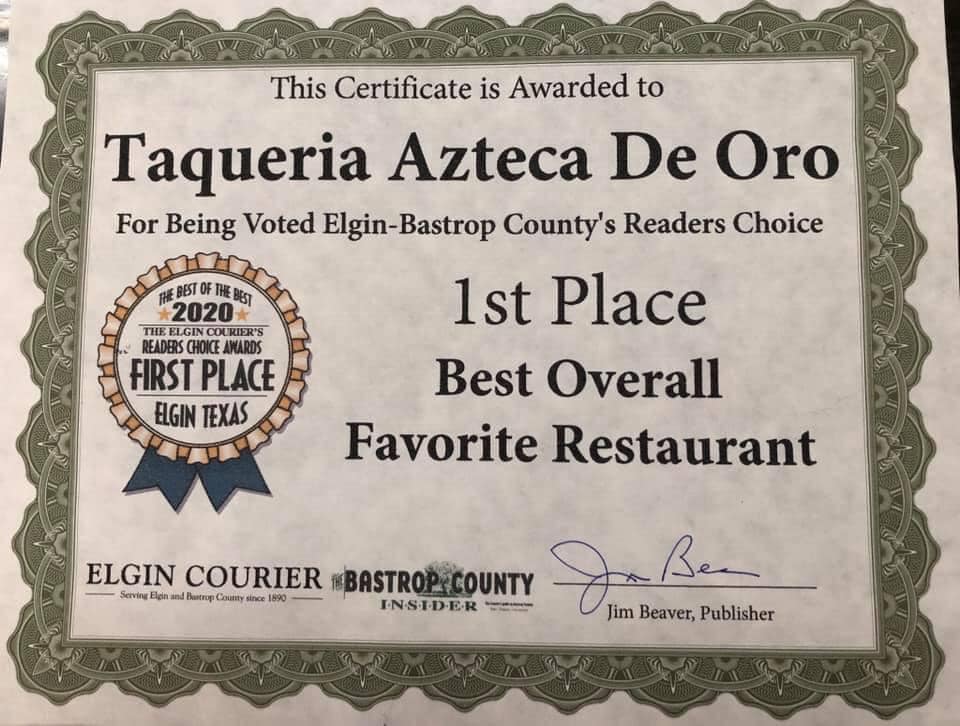 This Certificate is Awarded to
Taqueria Azteca De Oro
For Being Voted Elgin-Bastrop County's Readers Choice
THE BEST OF THE BEST
2020
THE ELGIN COURIER'S
READERS CHOICE AWARDS
FIRST PLACE
ELGIN TEXAS
1st Place
Best Overall
Favorite Restaurant
ELGIN COURIER
Serving Elgin and Bastrop County since 1890
THE BASTROP COUNTY
INSIDER
Jim Beaver, Publisher